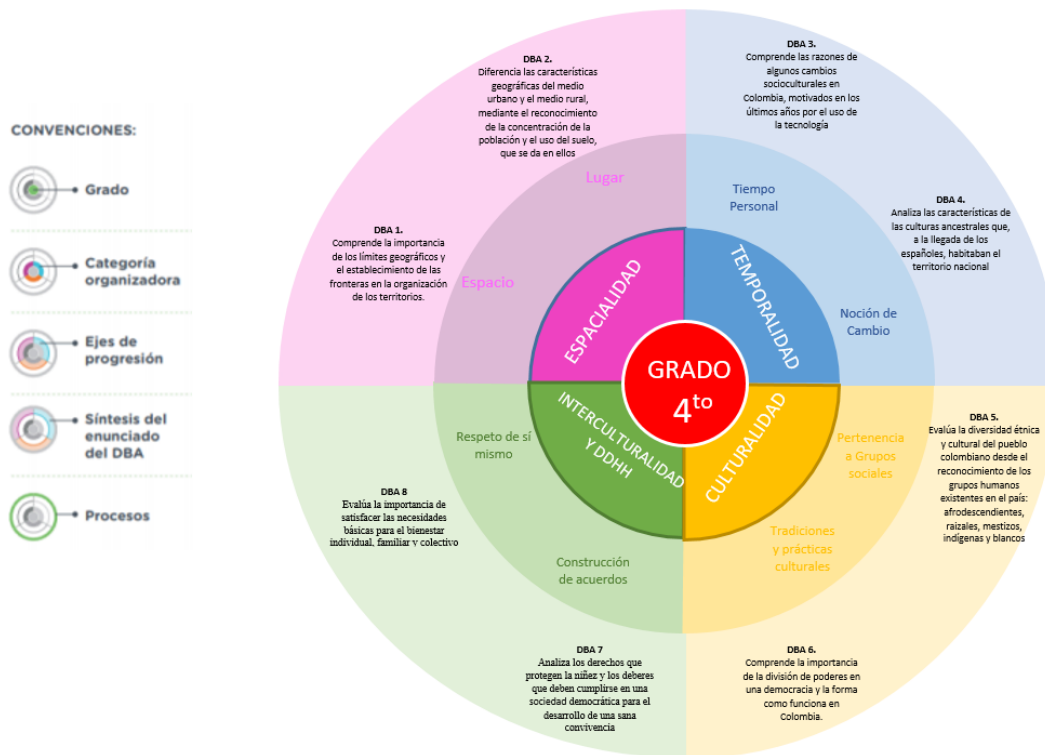 CONVENCIONES:
Grado
Categoría
organizadora
Ejes de
progresión
Síntesis del
enunciado
del DBA
Procesos
DBA 2.
Diferencia las características
geográficas del medio
urbano y el medio rural,
mediante el reconocimiento
de la concentración de la
población y el uso del suelo,
que se da en ellos
DBA 3.
Comprende las razones de
algunos cambios
socioculturales en
Colombia, motivados en los
últimos años por el uso de
la tecnología
Lugar
Tiempo
Personal
DBA 1.
Comprende la importancia
de los límites geográficos y
el establecimiento de las
fronteras en la organización
de los territorios.
Espacio
DBA 4.
Analiza las características de
las culturas ancestrales que,
a la llegada de los
españoles, habitaban el
territorio nacional
Noción de
Cambio
ESPACIALIDAD
TEMPORALIDAD
GRADO
4to
INTERCULTURALIDAD
Y DDHH
CULTURALIDAD
Respeto de sí
mismo
Pertenencia
a Grupos
sociales
DBA 5.
Evalúa la diversidad étnica
y cultural del pueblo
colombiano desde el
reconocimiento de los
grupos humanos
existentes en el país:
afrodescendientes,
raizales, mestizos,
indígenas y blancos
DBA 8
Evalúa la importancia de
satisfacer las necesidades
básicas para el bienestar
individual, familiar y colectivo
Construcción
de acuerdos
Tradiciones
y prácticas
culturales
DBA 7
Analiza los derechos que
protegen la niñez y los deberes
que deben cumplirse en una
sociedad democrática para el
desarrollo de una sana
convivencia
DBA 6.
Comprende la importancia
de la división de poderes en
una democracia y la forma
como funciona en
Colombia.